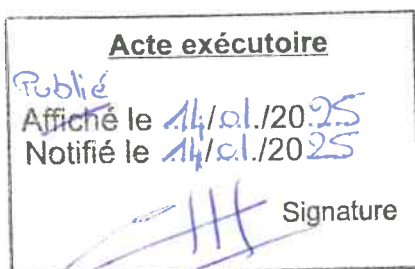 Acte exécutoire
Publié
Affiché le 14/01/2025
Notifié le 14/01/2025
Signature